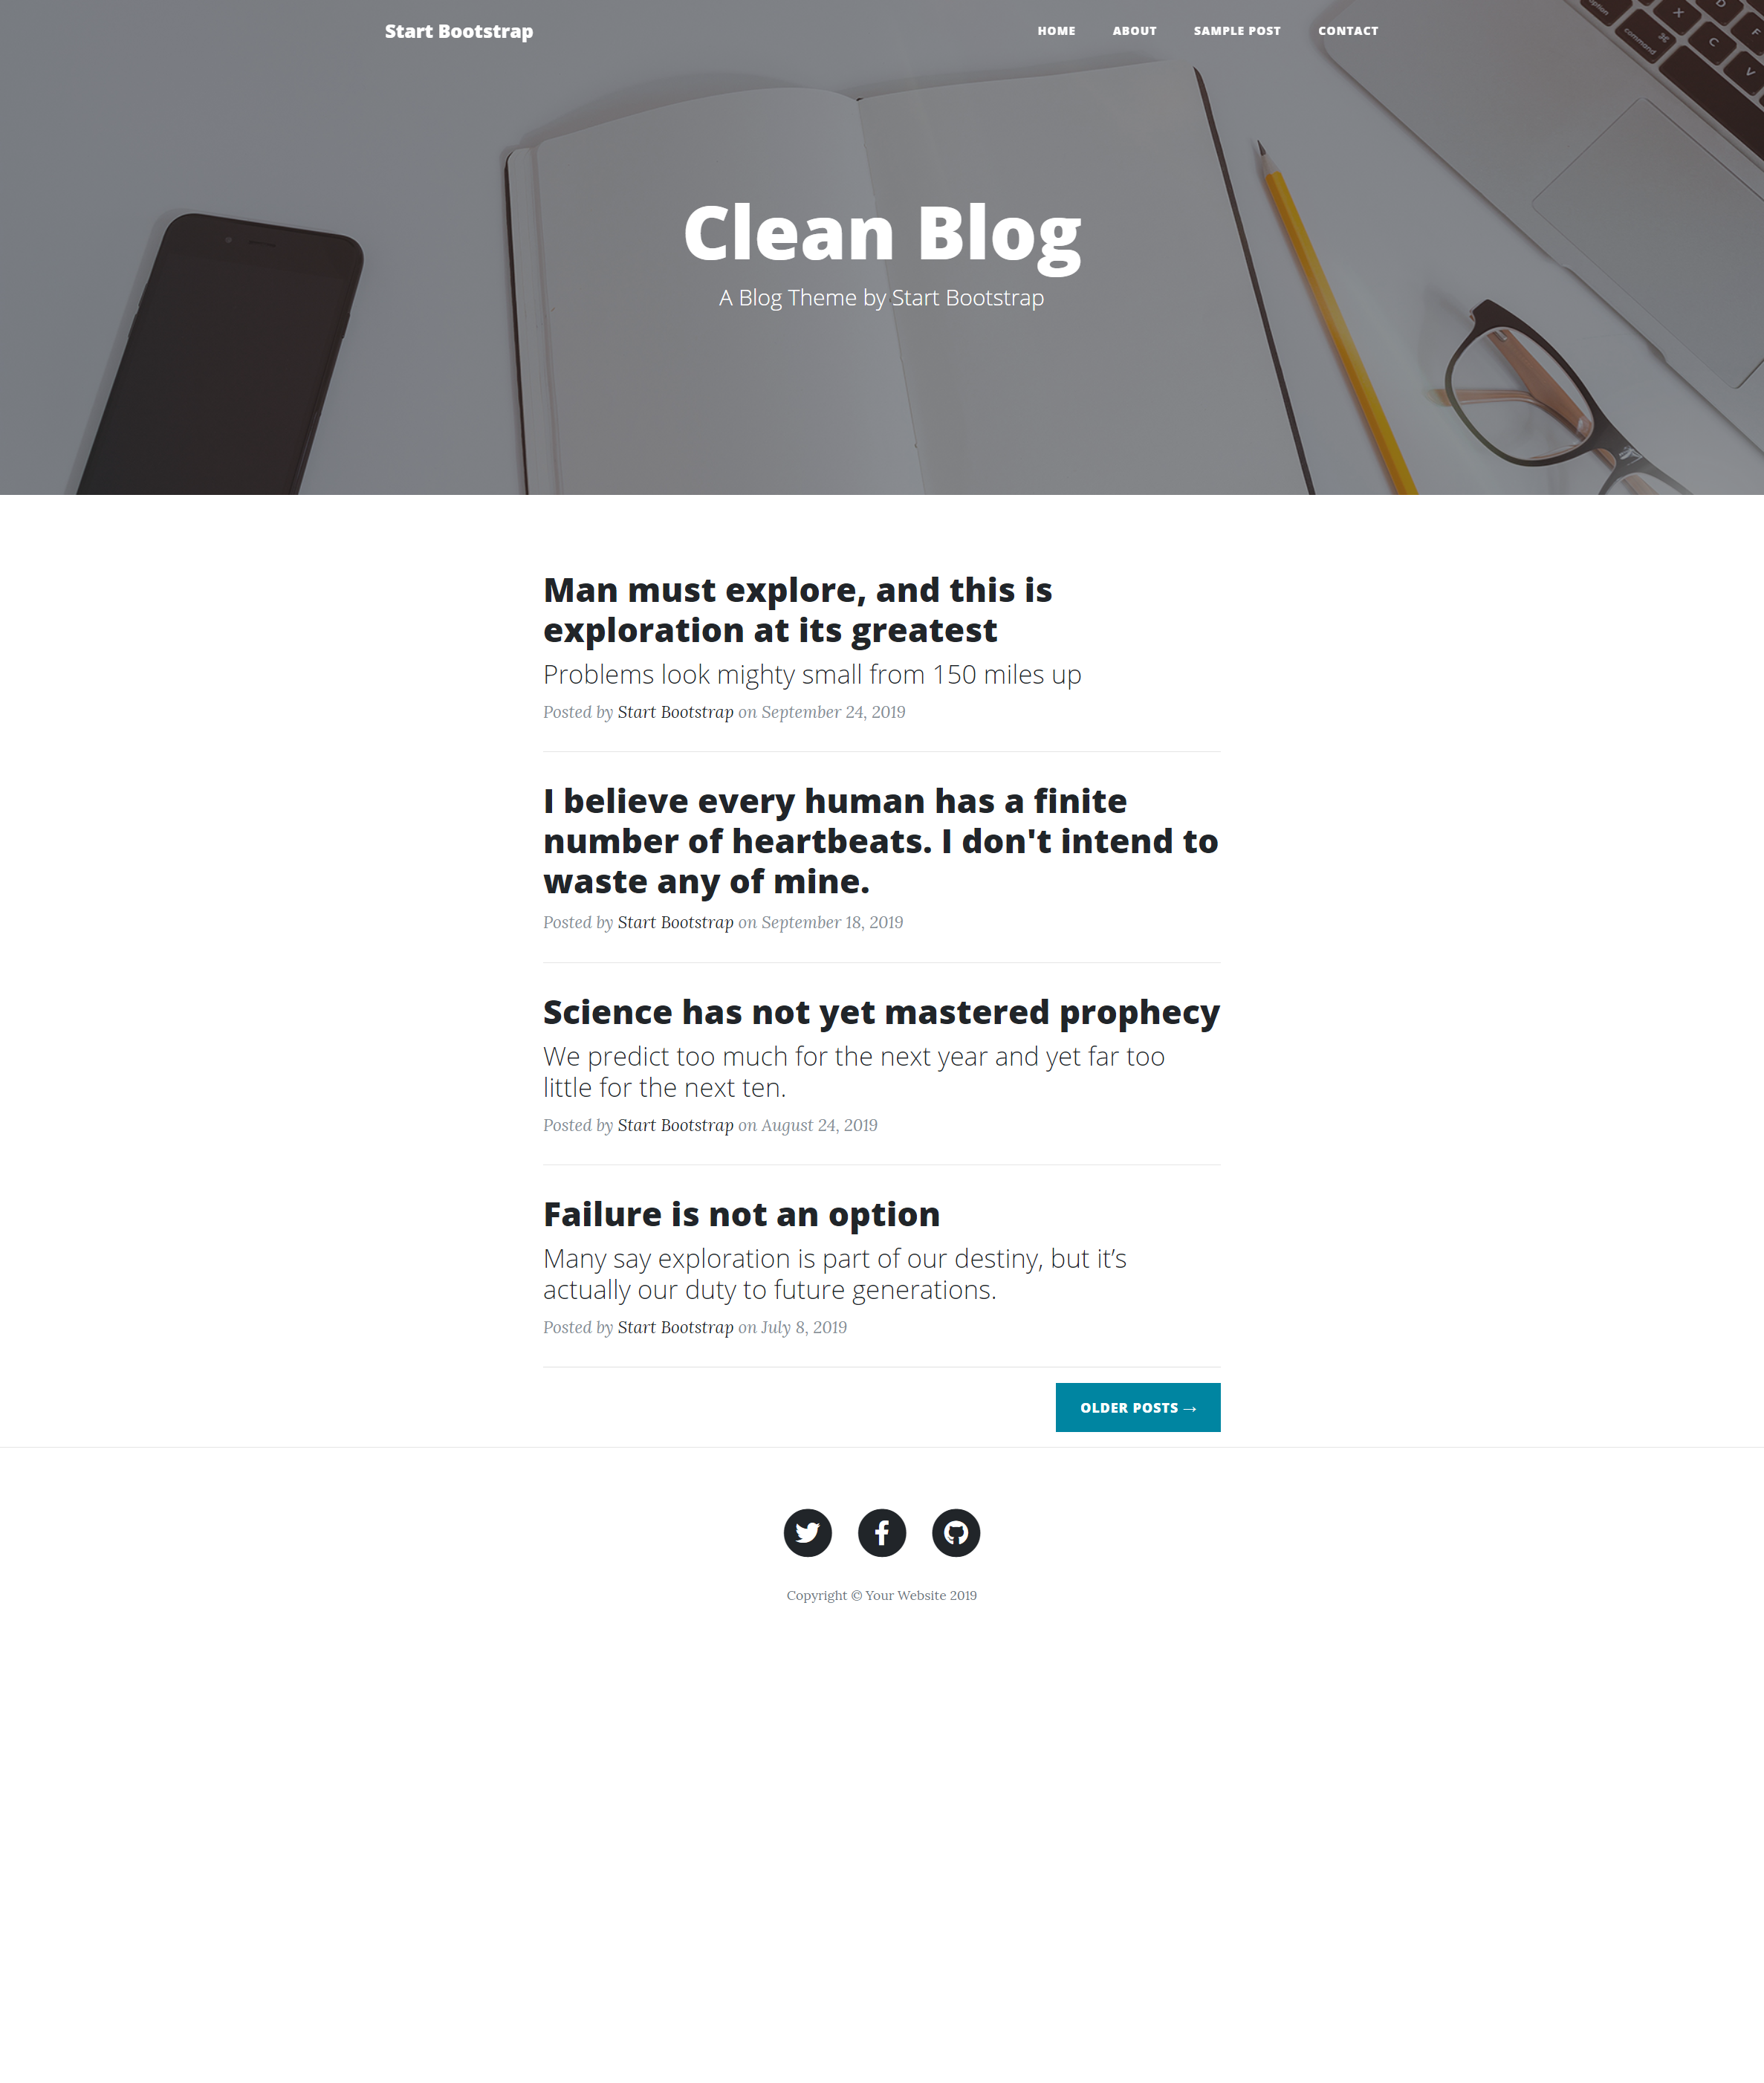 Start Bootstrap
HOME ABOUT SAMPLE POST CONTACT
option
command ⌘
X
C
D
F
V
Clean Blog
A Blog Theme by Start Bootstrap
Man must explore, and this is
exploration at its greatest
Problems look mighty small from 150 miles up
Posted by Start Bootstrap on September 24, 2019
I believe every human has a finite
number of heartbeats. I don't intend to
waste any of mine.
Posted by Start Bootstrap on September 18, 2019
Science has not yet mastered prophecy
We predict too much for the next year and yet far too
little for the next ten.
Posted by Start Bootstrap on August 24, 2019
Failure is not an option
Many say exploration is part of our destiny, but it’s
actually our duty to future generations.
Posted by Start Bootstrap on July 8, 2019
OLDER POSTS →
Copyright © Your Website 2019